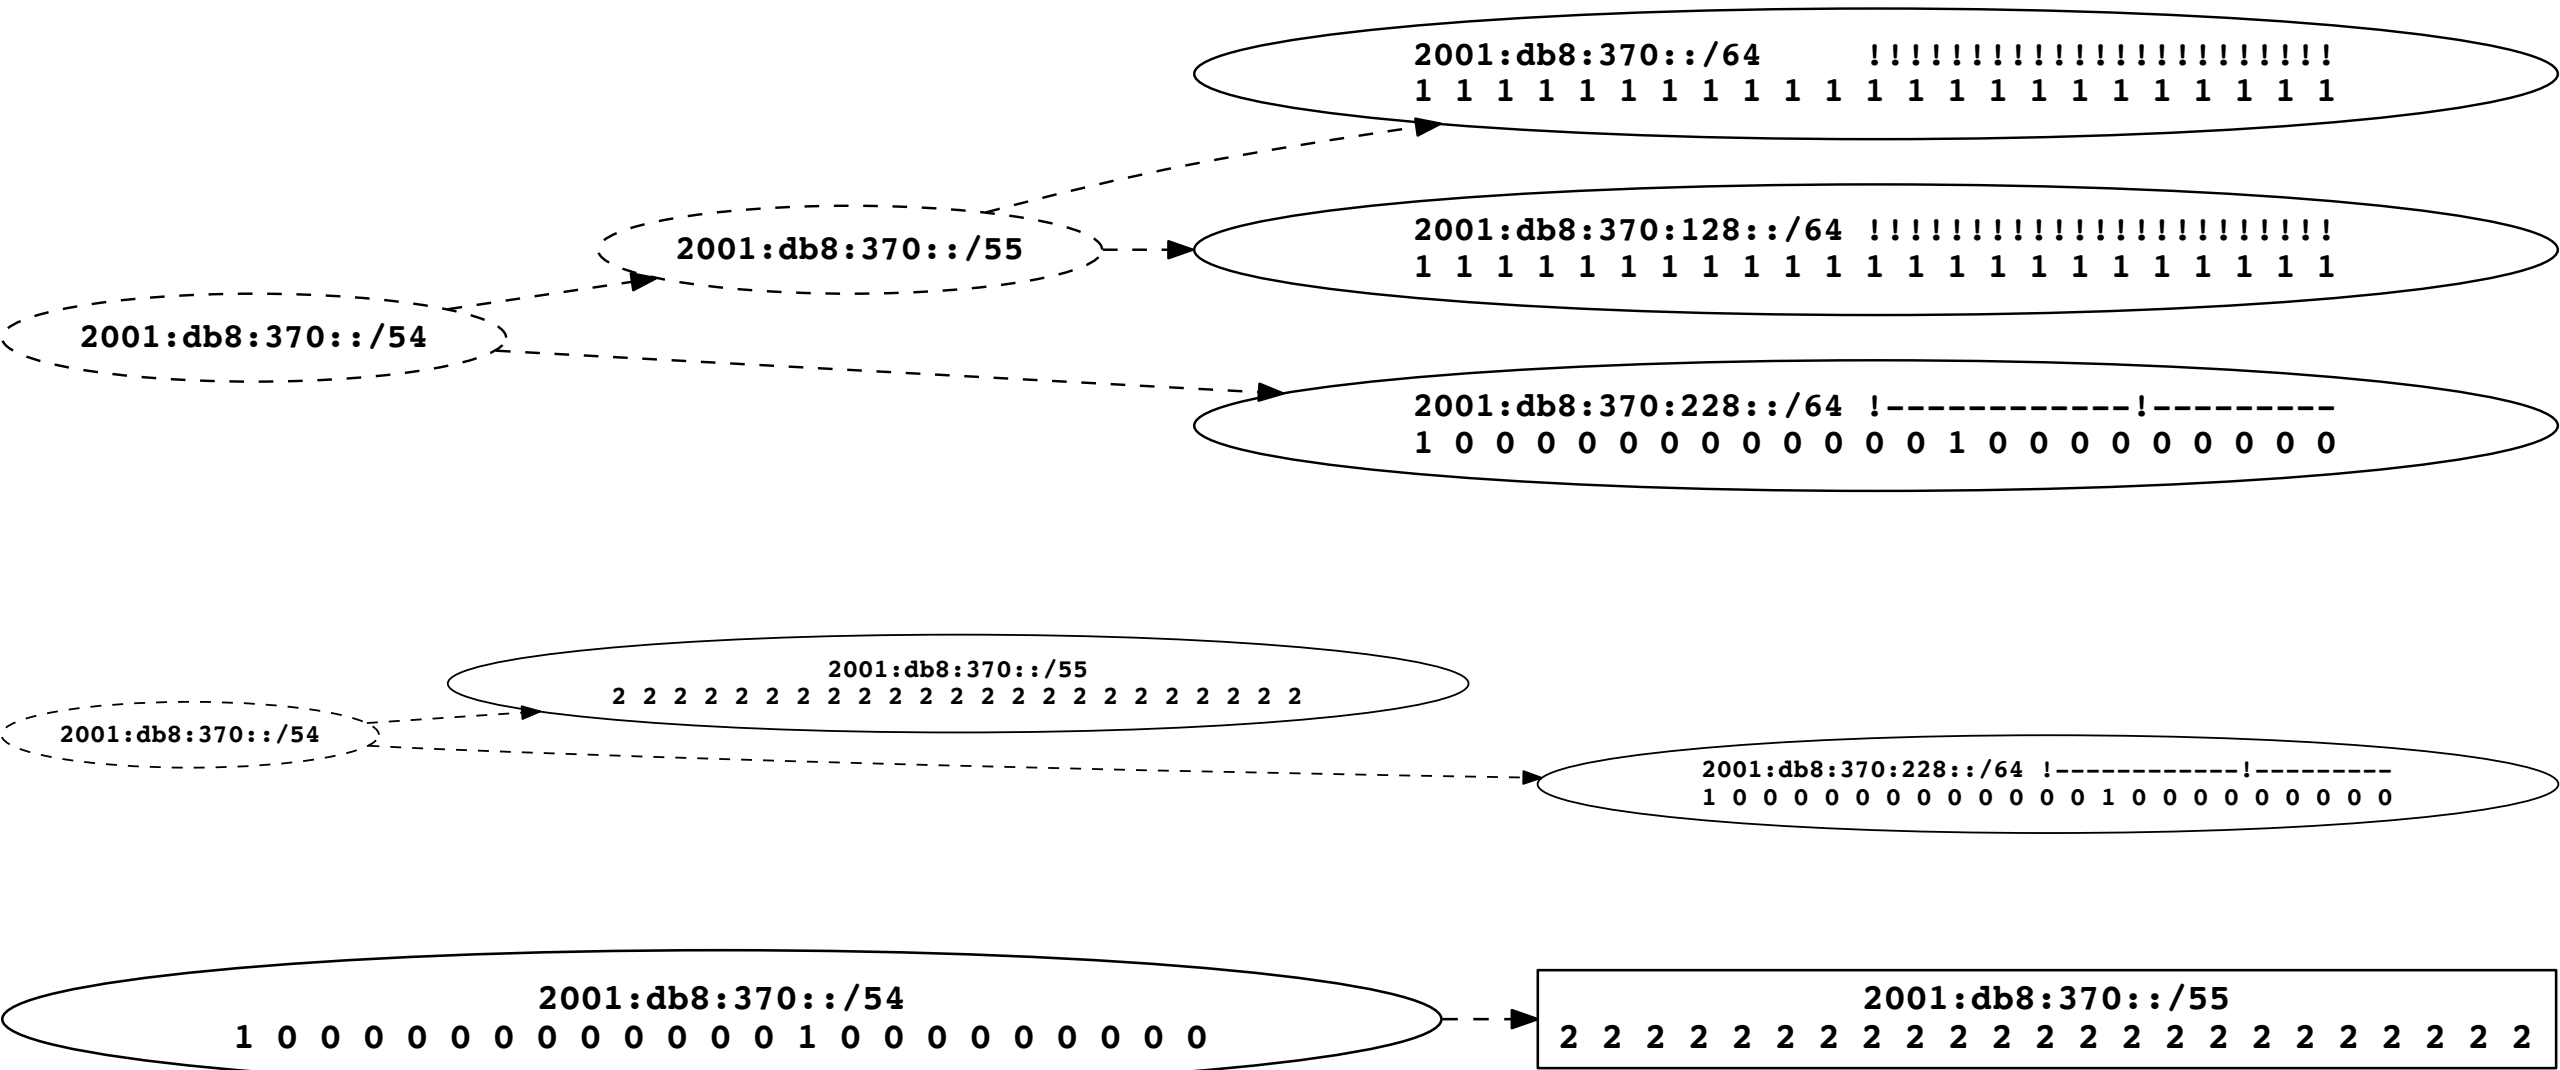 2001:db8:370::/64 !!!!!!!!!!!!!!!!!!!!!!!
1 1 1 1 1 1 1 1 1 1 1 1 1 1 1 1 1 1 1 1 1 1 1
2001:db8:370::/55
2001:db8:370:128::/64 !!!!!!!!!!!!!!!!!!!!!!!
1 1 1 1 1 1 1 1 1 1 1 1 1 1 1 1 1 1 1 1 1 1 1
2001:db8:370::/54
2001:db8:370:228::/64 !------------!---------
1 0 0 0 0 0 0 0 0 0 0 0 0 1 0 0 0 0 0 0 0 0 0
2001:db8:370::/55
2 2 2 2 2 2 2 2 2 2 2 2 2 2 2 2 2 2 2 2 2 2 2
2001:db8:370::/54
2001:db8:370:228::/64 !------------!---------
1 0 0 0 0 0 0 0 0 0 0 0 0 1 0 0 0 0 0 0 0 0 0
2001:db8:370::/54
1 0 0 0 0 0 0 0 0 0 0 0 0 1 0 0 0 0 0 0 0 0 0
2001:db8:370::/55
2 2 2 2 2 2 2 2 2 2 2 2 2 2 2 2 2 2 2 2 2 2 2